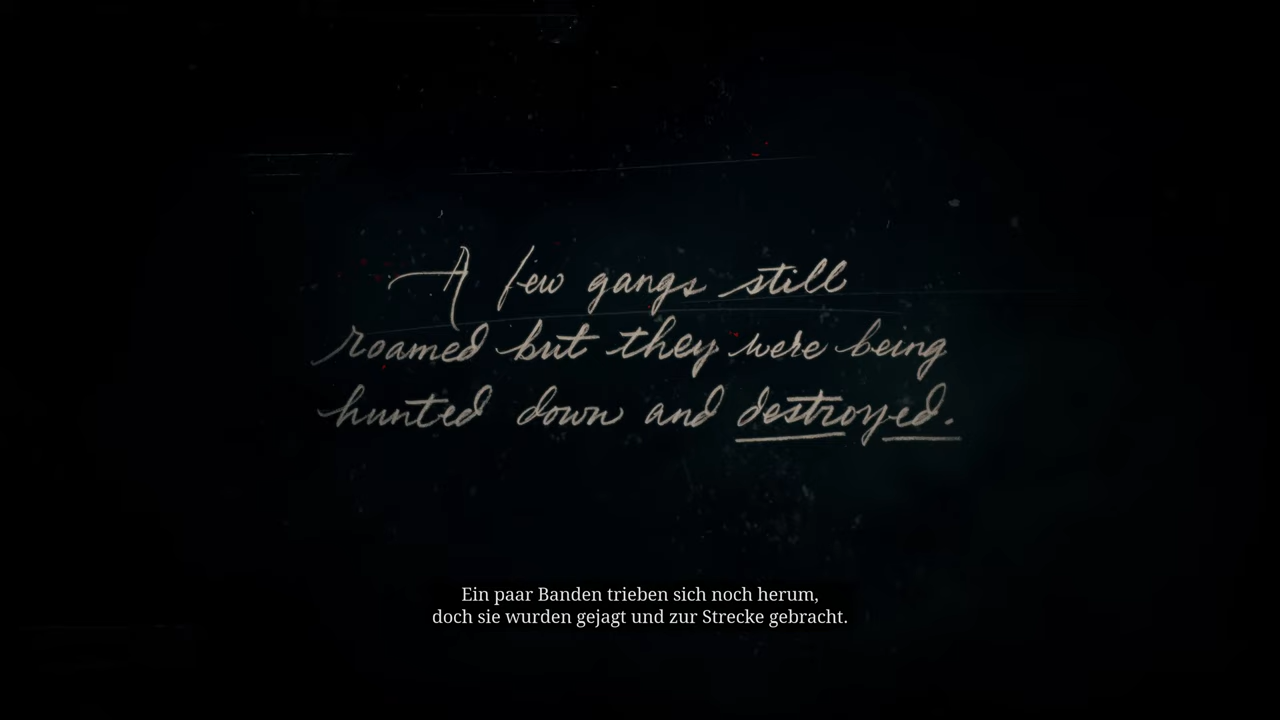 A few gangs still
roamed but they were being
hunted down and destroyed.
Ein paar Banden trieben sich noch herum,
doch sie wurden gejagt und zur Strecke gebracht.